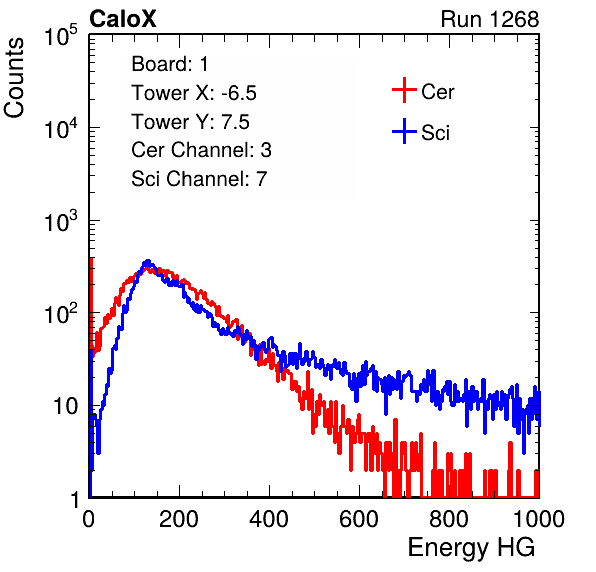 CaloX Run 1268
Counts
10^5
10^4
10^3
10^2
10
1
Board: 1
Tower X: -6.5
Tower Y: 7.5
Cer Channel: 3
Sci Channel: 7
Cer
Sci
0 200 400 600 800 1000
Energy HG